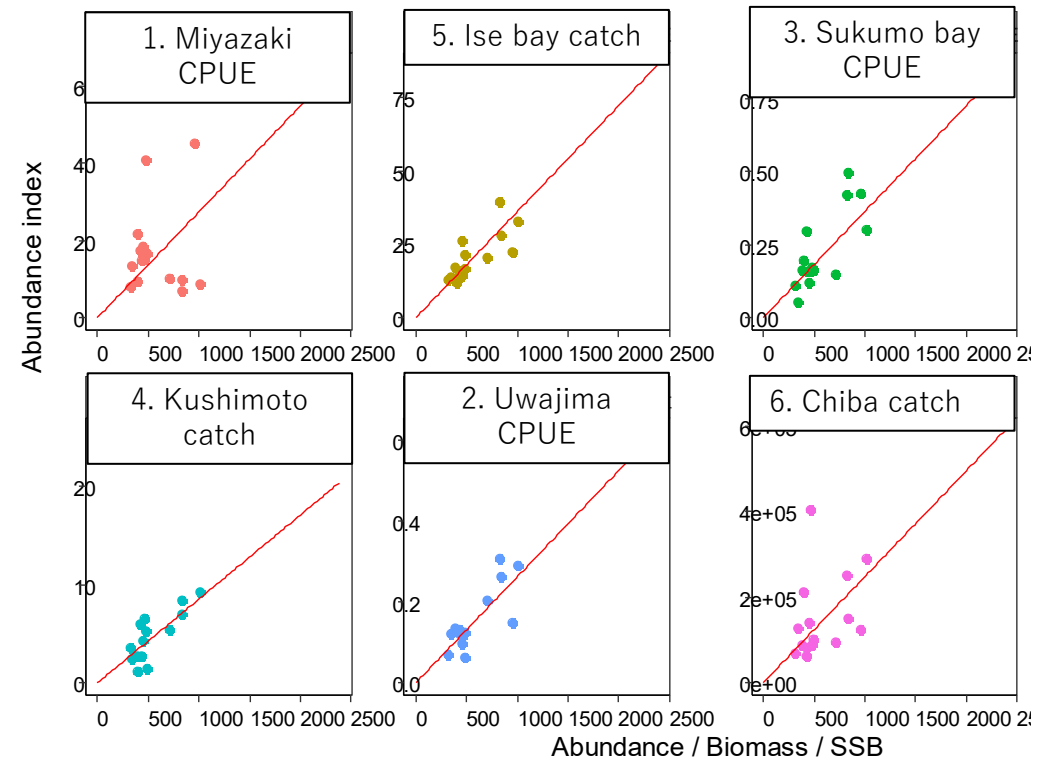 1. Miyazaki
CPUE
5. Ise bay catch
3. Sukumo bay
CPUE
Abundance index
6
40
20
0
0 500 1000 1500 2000 2500
75
50
25
0
0 500 1000 1500 2000 2500
0.75
0.50
0.25
0.00
0 500 1000 1500 2000
4. Kushimoto
catch
2. Uwajima
CPUE
6. Chiba catch
20
10
0
0 500 1000 1500 2000 2500
0.4
0.2
0.0
0 500 1000 1500 2000 2500
4e+05
2e+05
0e+00
0 500 1000 1500 2000
Abundance / Biomass / SSB